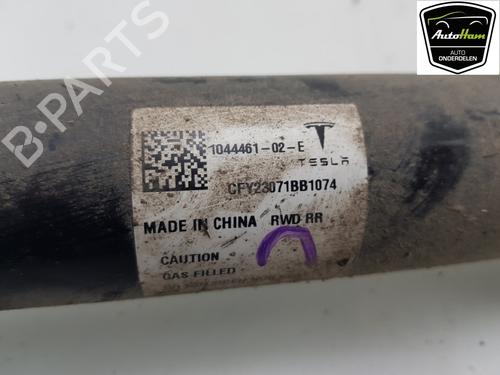 AutoHam
AUTO
ONDERDELEN
B-PARTS
1044461-02-E
TESLA
CFY23071BB1074
MADE IN CHINA RWD RR
CAUTION
GAS FILLED